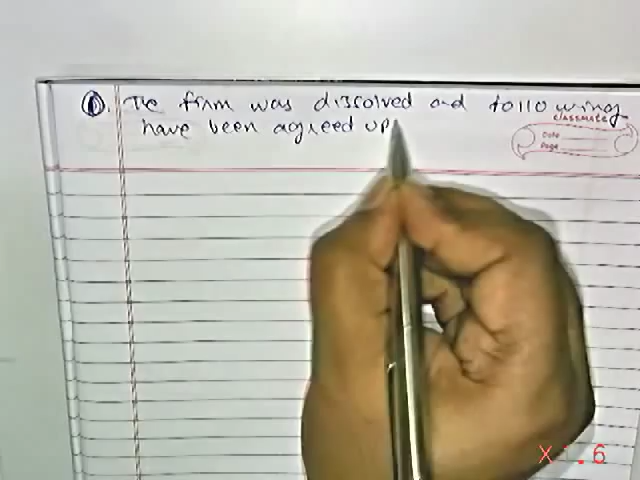 ①. The firm was dissolved and following
have been agreed up
classmate
Date
Page
X1.6